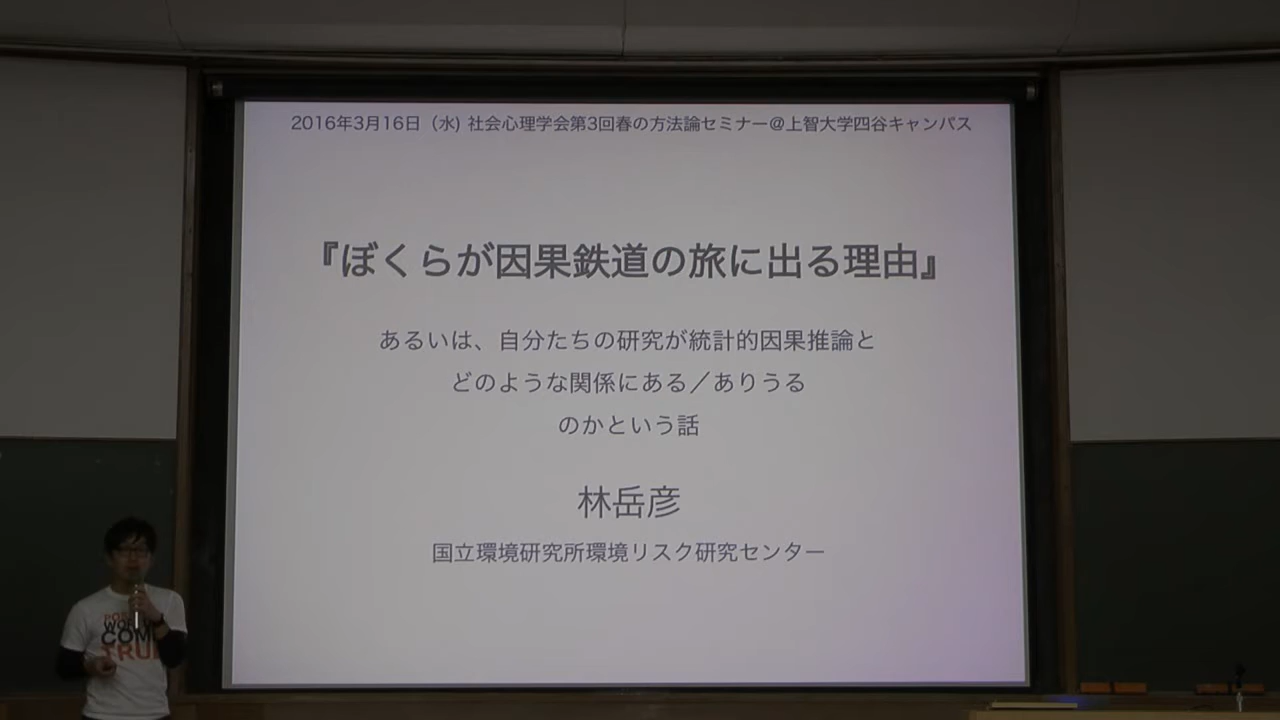 2016年3月16日（水) 社会心理学会第3回春の方法論セミナー@上智大学四谷キャンパス
『ぼくらが因果鉄道の旅に出る理由』
あるいは、自分たちの研究が統計的因果推論と
どのような関係にある／ありうる
のかという話
林岳彦
国立環境研究所環境リスク研究センター
COM
TRU